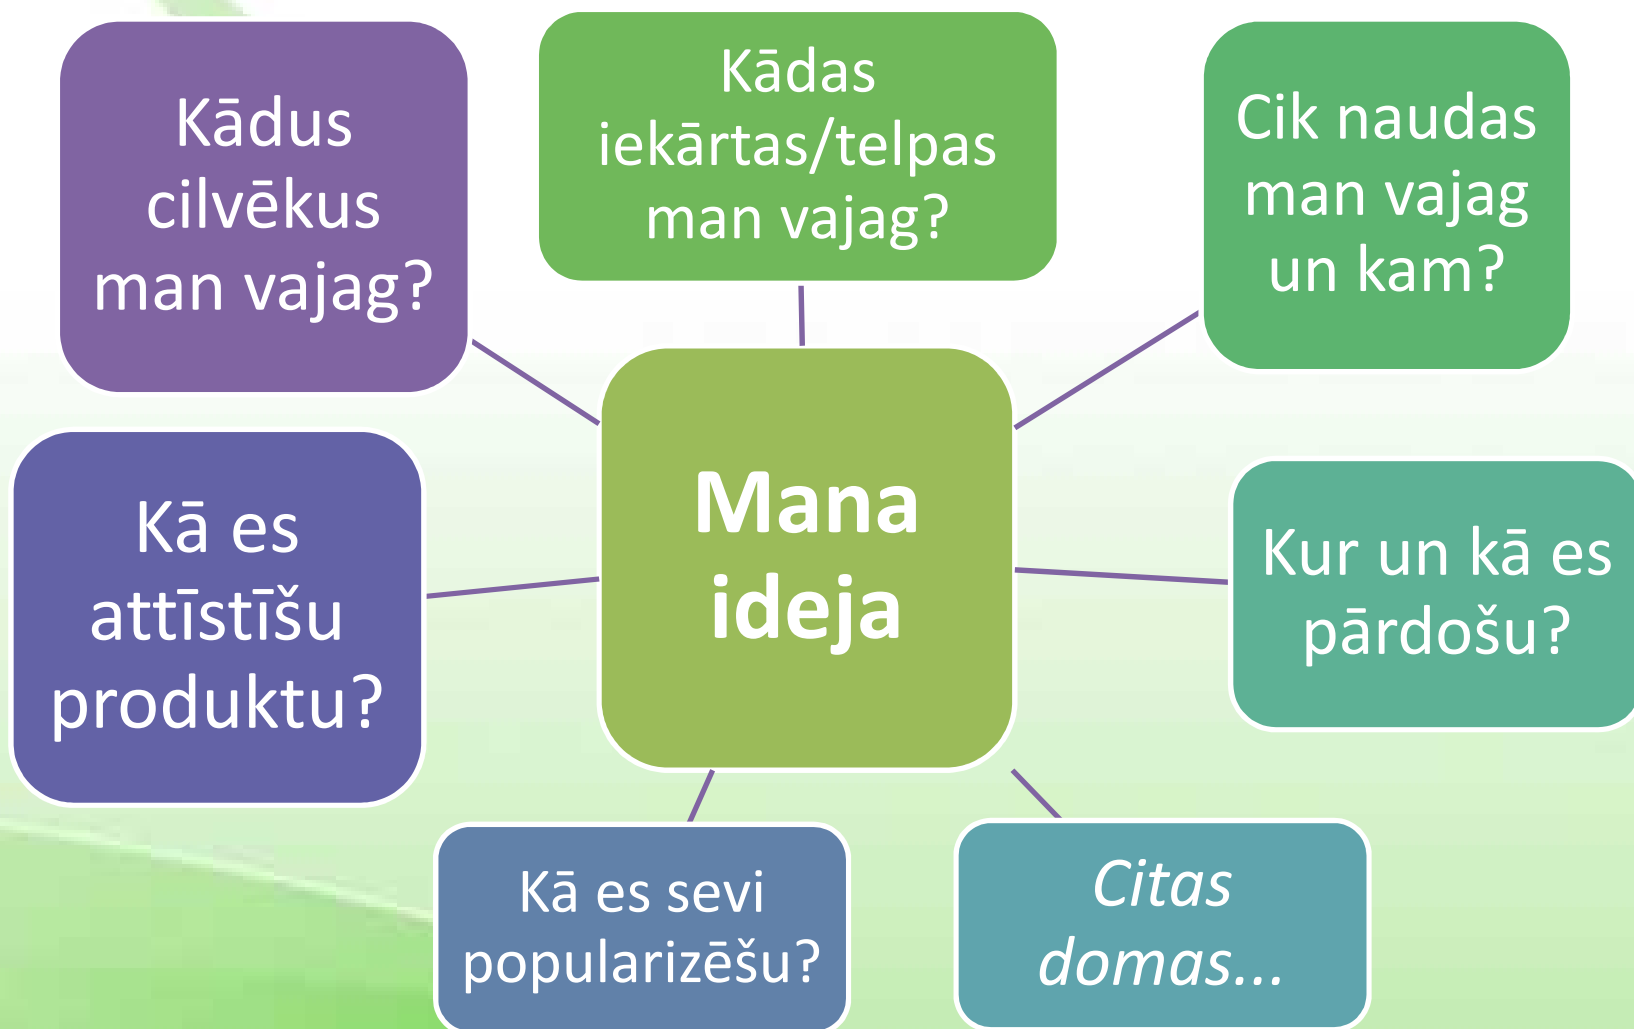 Kādus
cilvēkus
man vajag?
Kādas
iekārtas/telpas
man vajag?
Cik naudas
man vajag
un kam?
Kā es
attīstīšu
produktu?
Mana
ideja
Kur un kā es
pārdošu?
Kā es sevi
popularizēšu?
Citas
domas...